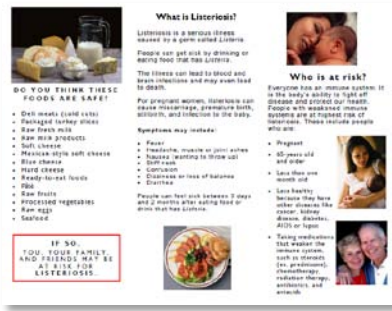 DO YOU THINK THESE
FOODS ARE SAFE?
Deli meats (cold cuts)
Packaged turkey slices
Raw fresh milk
Soft cheese
Mexican-style soft cheese
Blue cheese
Hard cheese
Ready-to-eat foods
Pâté
Raw fruits
Processed vegetables
Raw eggs
Seafood
IF SO,
YOU, YOUR FAMILY,
AND FRIENDS MAY BE
AT RISK FOR
LISTERIOSIS.
What is Listeriosis?
Listeriosis is a serious illness
caused by a germ called Listeria.
People can get sick by drinking or
eating food that has Listeria.
The illness can lead to blood and
brain infections and may even lead
to death.
For pregnant women, listeriosis can
cause miscarriage, premature birth,
stillbirth, and infection to the baby.
Symptoms may include:
Fever
Headache, muscle or joint aches
Nausea (wanting to throw up)
Stiff neck
Confusion
Dizziness or loss of balance
Diarrhea
People can feel sick between 3 days
and 2 months after eating food or
drink that has Listeria.
Who is at risk?
Everyone has an immune system. It
is the body's ability to fight off
disease and protect our health.
People with weakened immune
systems are at highest risk of
listeriosis. These include people
who are:
Pregnant
65-years old
and older
Less than one
month old
Less healthy
because they have
other diseases like
cancer, kidney
disease, diabetes,
AIDS or lupus
Taking medications
that weaken the
immune system,
such as steroids
(ex. prednisone),
chemotherapy,
radiation therapy,
antibiotics, and
antacids